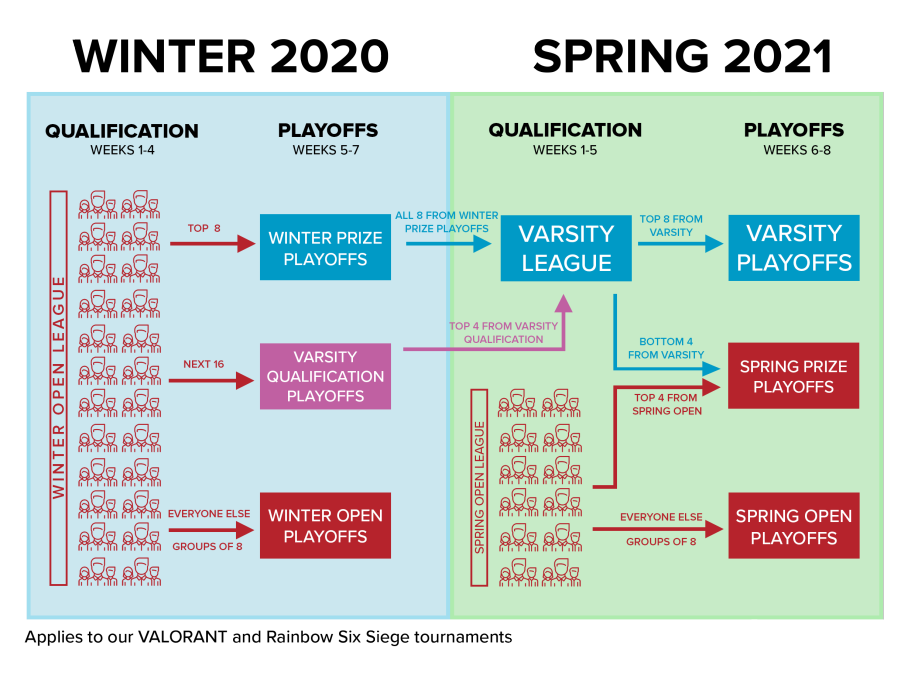 WINTER 2020
SPRING 2021
QUALIFICATION
WEEKS 1-4
PLAYOFFS
WEEKS 5-7
QUALIFICATION
WEEKS 1-5
PLAYOFFS
WEEKS 6-8
WINTER OPEN LEAGUE
TOP 8
WINTER PRIZE
PLAYOFFS
ALL 8 FROM WINTER
PRIZE PLAYOFFS
VARSITY
LEAGUE
TOP 8 FROM
VARSITY
VARSITY
PLAYOFFS
NEXT 16
VARSITY
QUALIFICATION
PLAYOFFS
TOP 4 FROM VARSITY
QUALIFICATION
BOTTOM 4
FROM VARSITY
SPRING PRIZE
PLAYOFFS
SPRING OPEN LEAGUE
TOP 4 FROM
SPRING OPEN
EVERYONE ELSE
GROUPS OF 8
WINTER OPEN
PLAYOFFS
EVERYONE ELSE
GROUPS OF 8
SPRING OPEN
PLAYOFFS
Applies to our VALORANT and Rainbow Six Siege tournaments